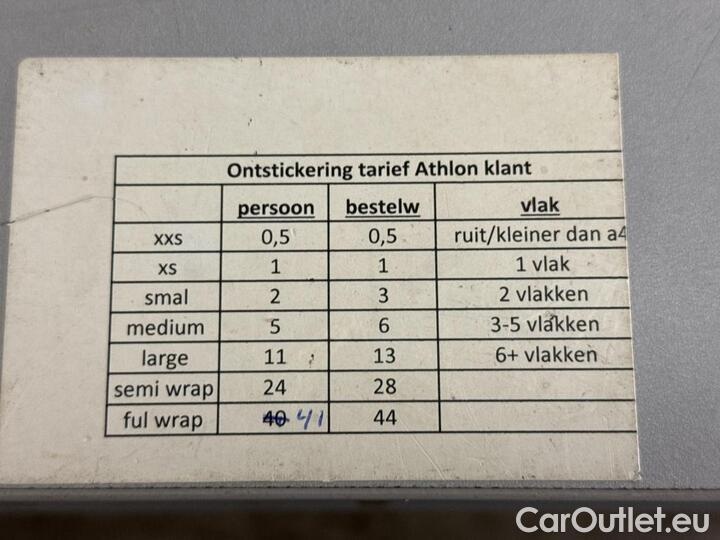 Ontstickering tarief Athlon klant
persoon bestelw vlak
xxs 0,5 0,5 ruit/kleiner dan a4
xs 1 1 1 vlak
smal 2 3 2 vlakken
medium 5 6 3-5 vlakken
large 11 13 6+ vlakken
semi wrap 24 28
ful wrap 40 41 44
CarOutlet.eu